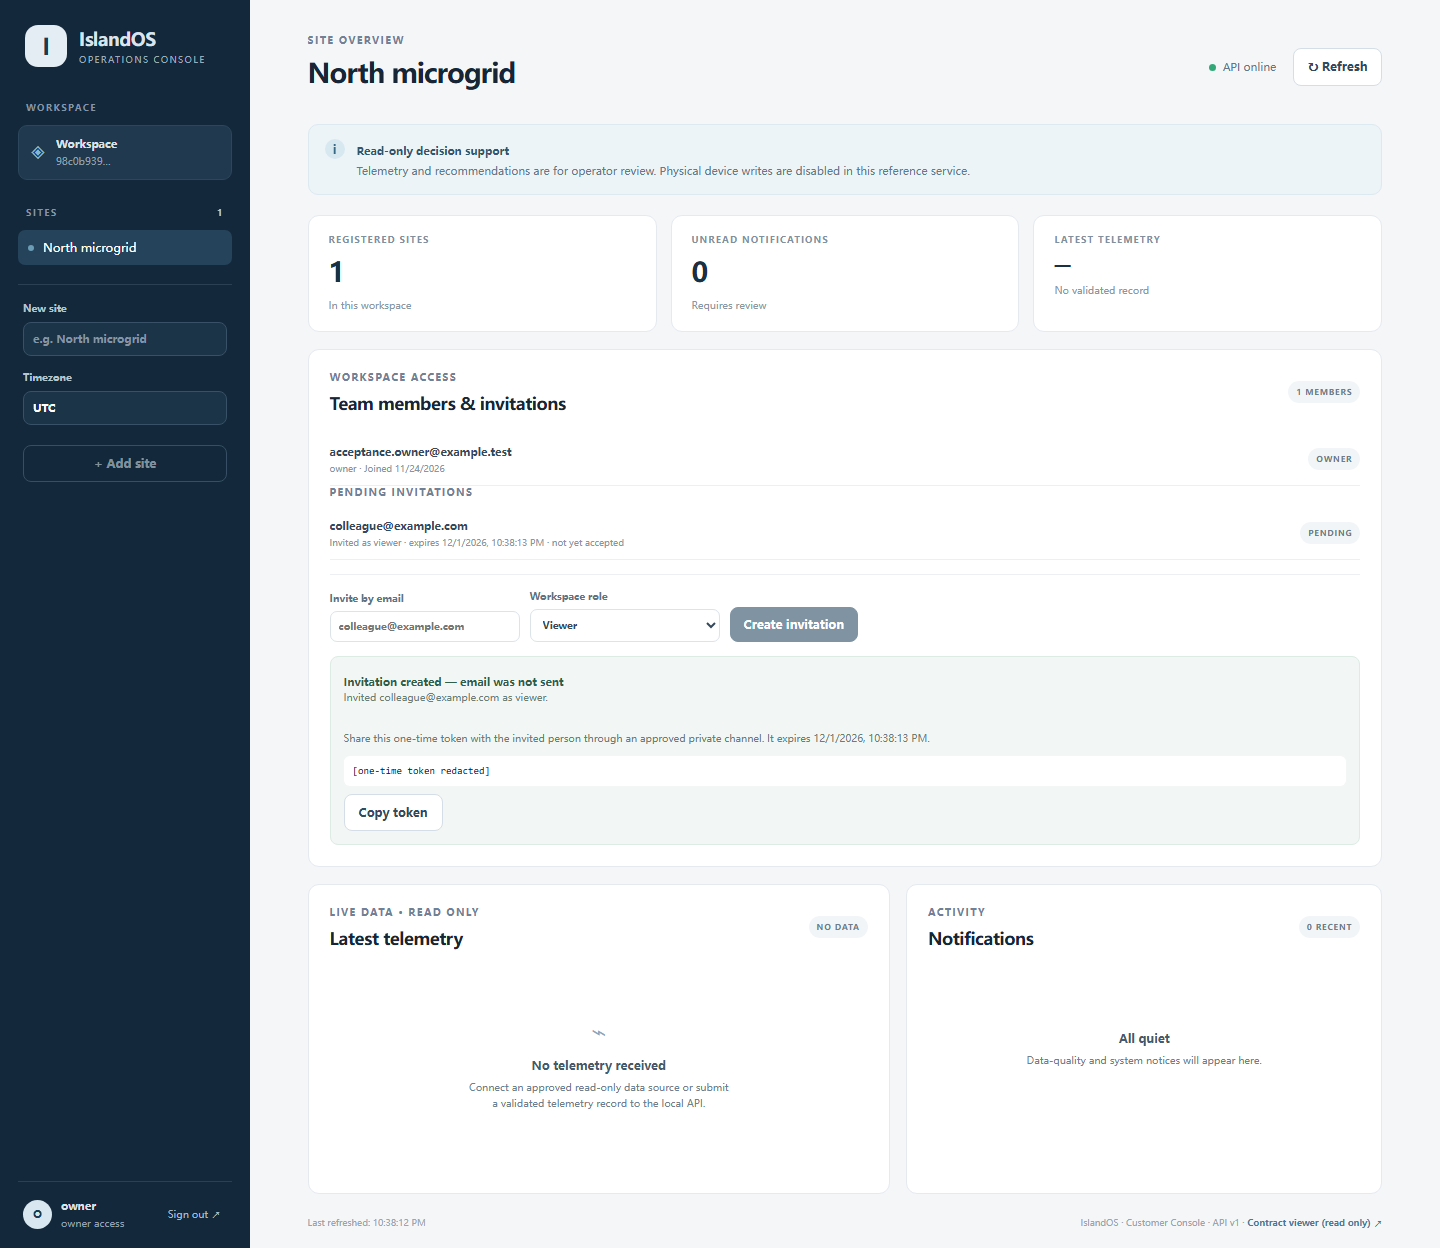 I
IslandOS
OPERATIONS CONSOLE
WORKSPACE
Workspace
98c0b939...
SITES
1
North microgrid
New site
e.g. North microgrid
Timezone
UTC
+ Add site
O
owner
owner access
Sign out ↗
SITE OVERVIEW
North microgrid
API online
↻ Refresh
i
Read-only decision support
Telemetry and recommendations are for operator review. Physical device writes are disabled in this reference service.
REGISTERED SITES
1
In this workspace
UNREAD NOTIFICATIONS
0
Requires review
LATEST TELEMETRY
—
No validated record
WORKSPACE ACCESS
Team members & invitations
1 MEMBERS
acceptance.owner@example.test
owner · Joined 11/24/2026
OWNER
PENDING INVITATIONS
colleague@example.com
Invited as viewer · expires 12/1/2026, 10:38:13 PM · not yet accepted
PENDING
Invite by email
colleague@example.com
Workspace role
Viewer
Create invitation
Invitation created — email was not sent
Invited colleague@example.com as viewer.
Share this one-time token with the invited person through an approved private channel. It expires 12/1/2026, 10:38:13 PM.
[one-time token redacted]
Copy token
LIVE DATA • READ ONLY
Latest telemetry
NO DATA
No telemetry received
Connect an approved read-only data source or submit
a validated telemetry record to the local API.
ACTIVITY
Notifications
0 RECENT
All quiet
Data-quality and system notices will appear here.
Last refreshed: 10:38:12 PM
IslandOS · Customer Console · API v1 · Contract viewer (read only) ↗